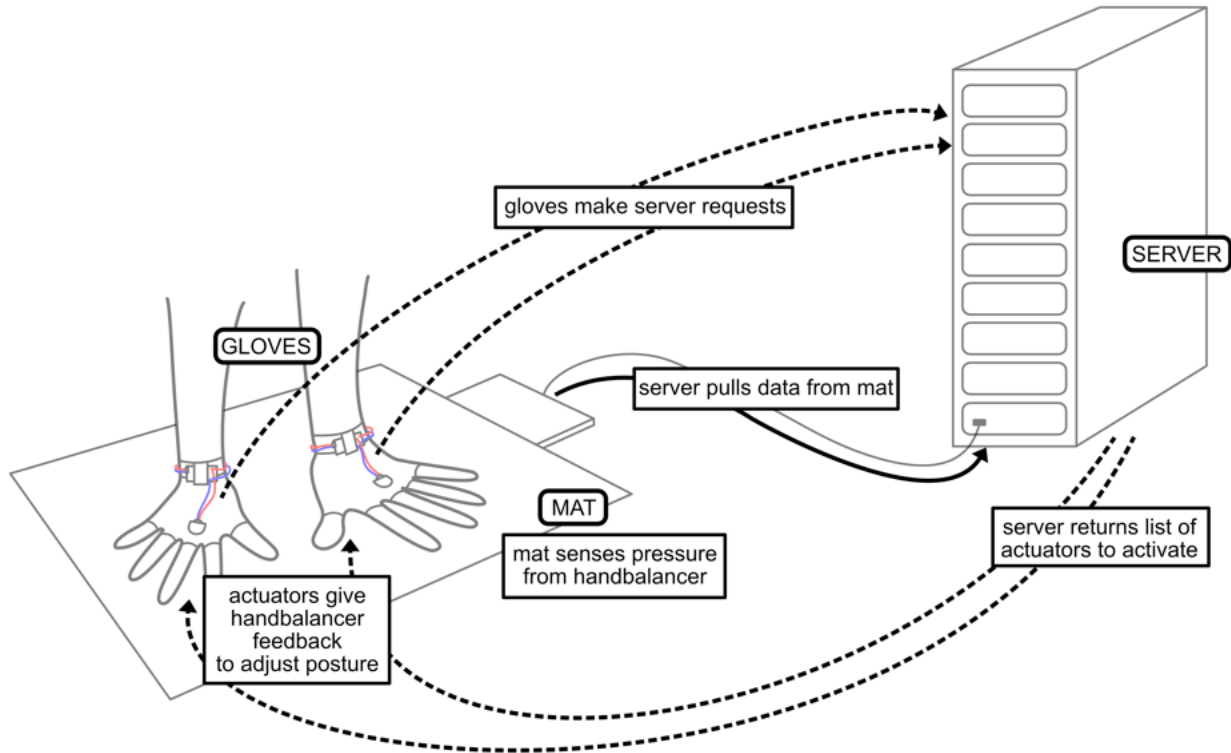 gloves make server requests
SERVER
GLOVES
server pulls data from mat
MAT
mat senses pressure
from handbalancer
server returns list of
actuators to activate
actuators give
handbalancer
feedback
to adjust posture